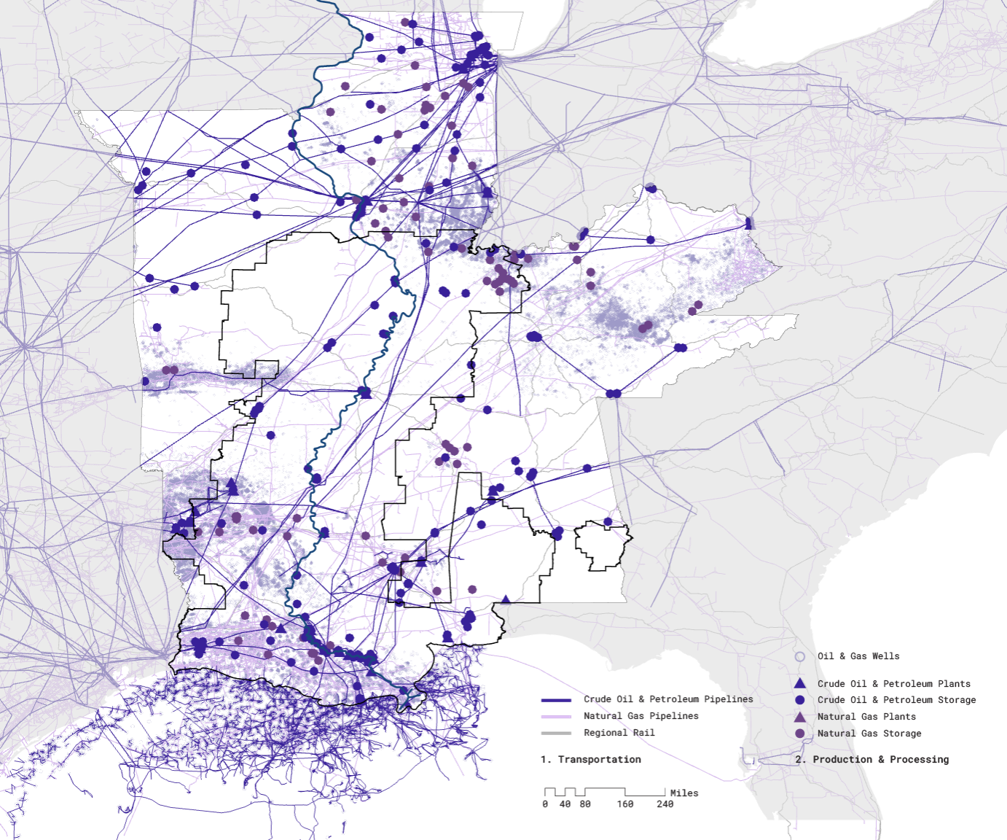 Oil & Gas Wells
Crude Oil & Petroleum Plants
Crude Oil & Petroleum Pipelines
Crude Oil & Petroleum Storage
Natural Gas Pipelines
Natural Gas Plants
Regional Rail
Natural Gas Storage
1. Transportation
2. Production & Processing
Miles
0 40 80 160 240